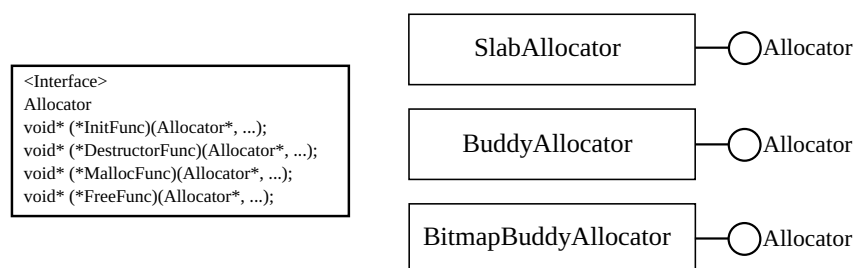 <Interface>
Allocator
void* (*InitFunc)(Allocator*, ...);
void* (*DestructorFunc)(Allocator*, ...);
void* (*MallocFunc)(Allocator*, ...);
void* (*FreeFunc)(Allocator*, ...);
SlabAllocator
Allocator
BuddyAllocator
Allocator
BitmapBuddyAllocator
Allocator